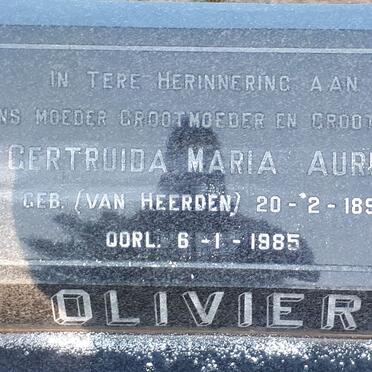 IN TERE HERINNERING AAN
NS MOEDER GROOTMOEDER EN GROOT
GERTRUIDA MARIA AUR
GEB. (VAN HEERDEN) 20-2-189
OORL. 6-1-1985
OLIVIER